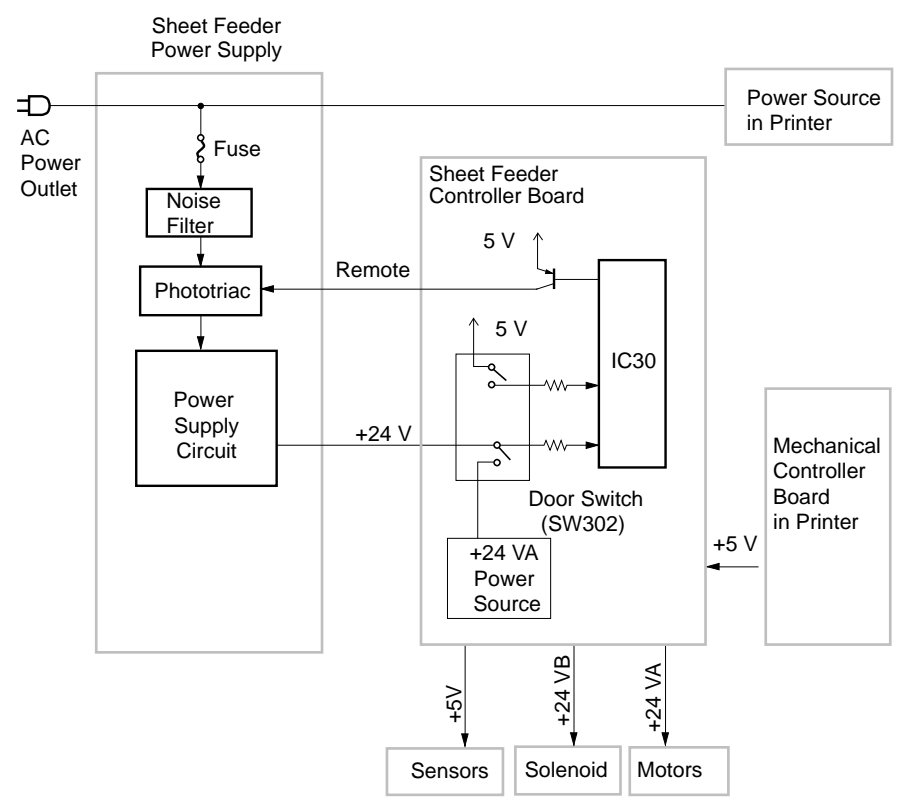 Sheet Feeder
Power Supply
AC
Power
Outlet
Fuse
Noise
Filter
Phototriac
Power
Supply
Circuit
Power Source
in Printer
Sheet Feeder
Controller Board
5 V
Remote
5 V
IC30
+24 V
Door Switch
(SW302)
+24 VA
Power
Source
Mechanical
Controller
Board
in Printer
+5 V
+5V
+24 VB
+24 VA
Sensors
Solenoid
Motors